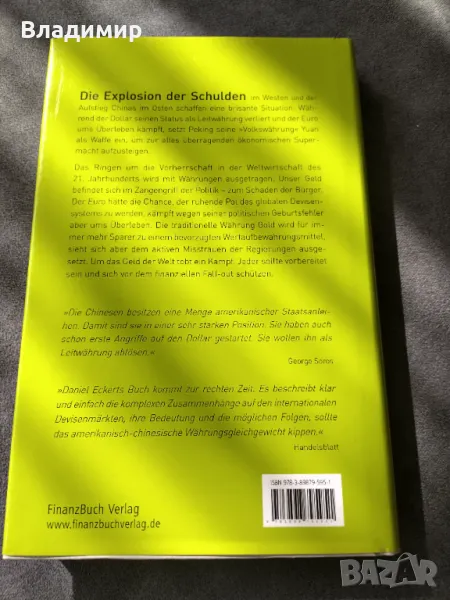 Владимир
Die Explosion der Schulden im Westen und der
Aufstieg Chinas im Osten schaffen eine brisante Situation: Wäh-
rend der Dollar seinen Status als Leitwährung verliert und der Euro
ums Überleben kämpft, setzt Peking seine »Volkswährung« Yuan
als Waffe ein, um zur alles überragenden ökonomischen Super-
macht aufzusteigen.
Das Ringen um die Vorherrschaft in der Weltwirtschaft des
21. Jahrhunderts wird mit Währungen ausgetragen. Unser Geld
befindet sich im Zangengriff der Politik – zum Schaden der Bürger.
Der Euro hätte die Chance, der ruhende Pol des globalen Devisen-
systems zu werden, kämpft wegen seiner politischen Geburtsfehler
aber ums Überleben. Die traditionelle Währung Gold wird für im-
mer mehr Sparer zu einem bevorzugten Wertaufbewahrungsmittel,
sieht sich aber dem aktiven Misstrauen der Regierungen ausge-
setzt. Um das Geld der Welt tobt ein Kampf. Jeder sollte vorbereitet
sein und sich vor dem finanziellen Fall-out schützen.
»Die Chinesen besitzen eine Menge amerikanischer Staatsanlei-
hen. Damit sind sie in einer sehr starken Position. Sie haben auch
schon erste Angriffe auf den Dollar gestartet. Sie wollen ihn als
Leitwährung ablösen.«
George Soros
»Daniel Eckerts Buch kommt zur rechten Zeit. Es beschreibt klar
und einfach die komplexen Zusammenhänge auf den internationalen
Devisenmärkten, ihre Bedeutung und die möglichen Folgen, sollte
das amerikanisch-chinesische Währungsgleichgewicht kippen.«
Handelsblatt
ISBN 978-3-89879-595-1
FinanzBuch Verlag
www.finanzbuchverlag.de
BAZAR